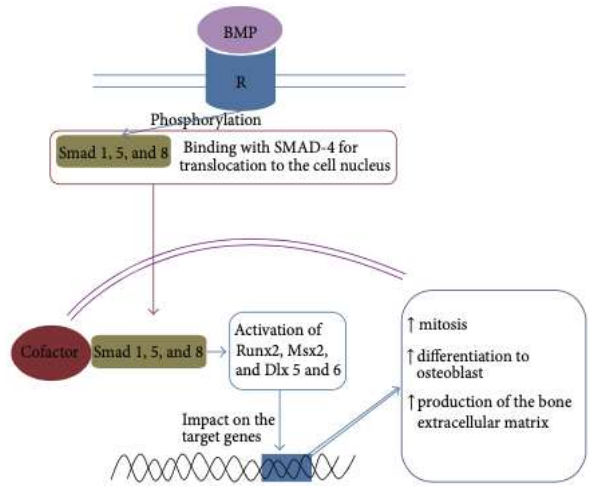 BMP
R
Phosphorylation
Smad 1, 5, and 8
Binding with SMAD-4 for
translocation to the cell nucleus
Cofactor
Smad 1, 5, and 8
Activation of
Runx2, Msx2,
and Dlx 5 and 6
Impact on the
target genes
↑ mitosis
↑ differentiation to
osteoblast
↑ production of the bone
extracellular matrix